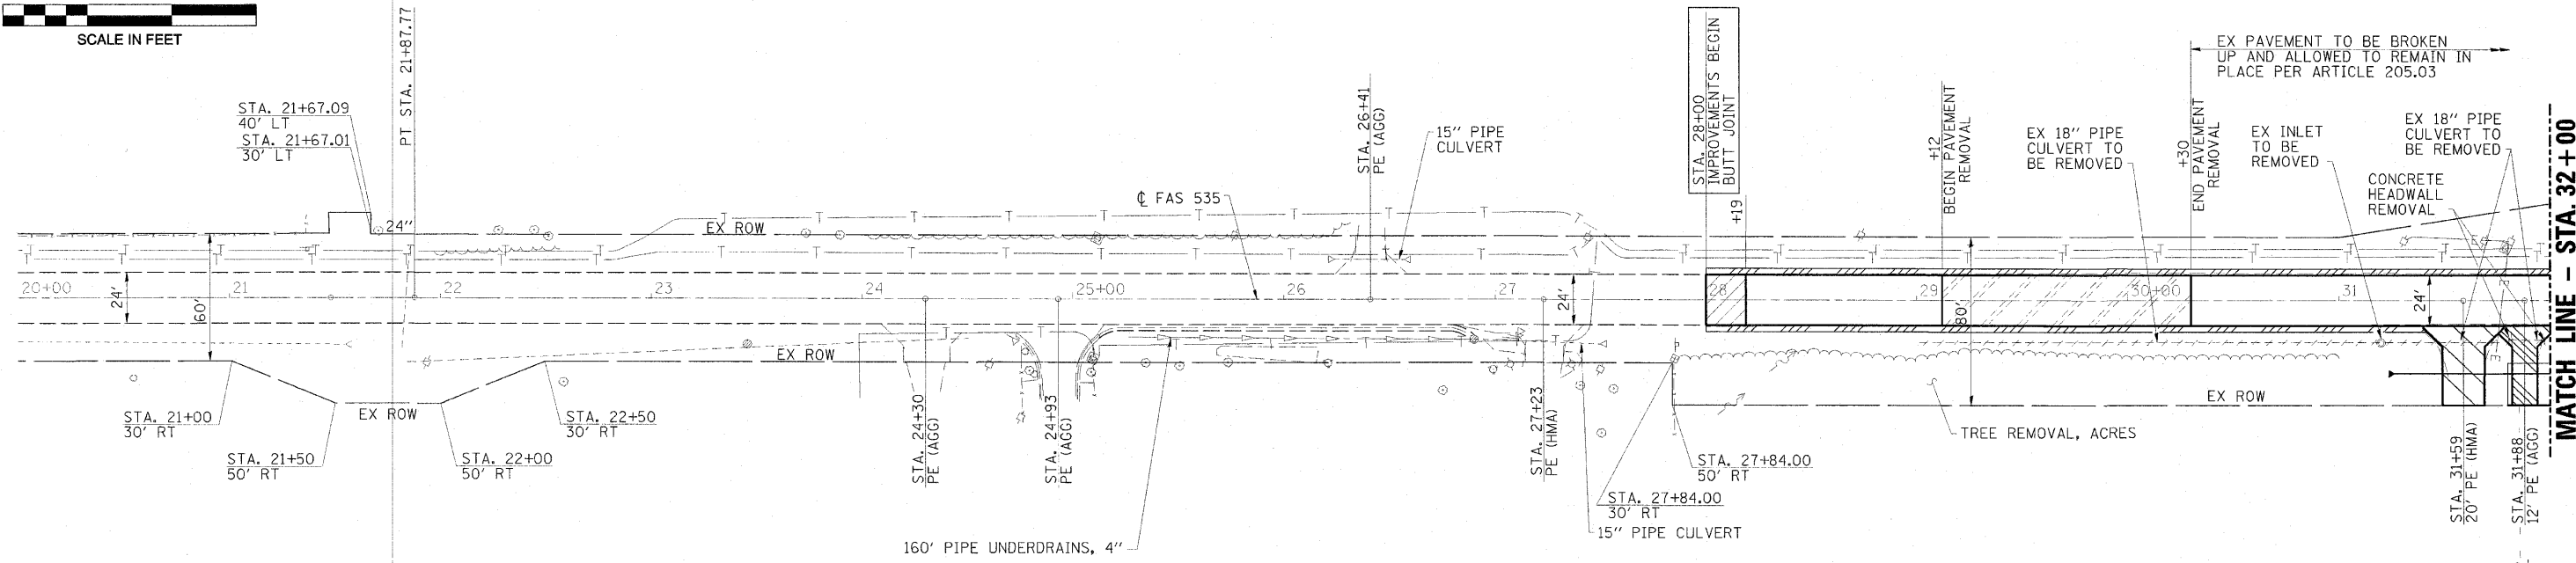 SCALE IN FEET
STA. 21+67.09
40' LT
STA. 21+67.01
30' LT
PT STA. 21+87.77
24"
EX ROW
℄ FAS 535
STA. 26+41
PE (AGG)
15" PIPE
CULVERT
STA. 28+00
IMPROVEMENTS BEGIN
BUTT JOINT
+19
+12
BEGIN PAVEMENT
REMOVAL
EX 18" PIPE
CULVERT TO
BE REMOVED
+30
END PAVEMENT
REMOVAL
EX PAVEMENT TO BE BROKEN
UP AND ALLOWED TO REMAIN IN
PLACE PER ARTICLE 205.03
EX INLET
TO BE
REMOVED
EX 18" PIPE
CULVERT TO
BE REMOVED
CONCRETE
HEADWALL
REMOVAL
MATCH LINE - STA.32+00
20+00
24'
60'
21
22
23
24
25+00
26
27
24'
28
29
80'
30+00
31
24'
EX ROW
EX ROW
EX ROW
STA. 21+00
30' RT
STA. 21+50
50' RT
STA. 22+00
50' RT
STA. 22+50
30' RT
STA. 24+30
PE (AGG)
STA. 24+93
PE (AGG)
160' PIPE UNDERDRAINS, 4"
STA. 27+23
PE (HMA)
STA. 27+84.00
50' RT
STA. 27+84.00
30' RT
15" PIPE CULVERT
TREE REMOVAL, ACRES
STA. 31+59
20' PE (HMA)
STA. 31+88
12' PE (AGG)